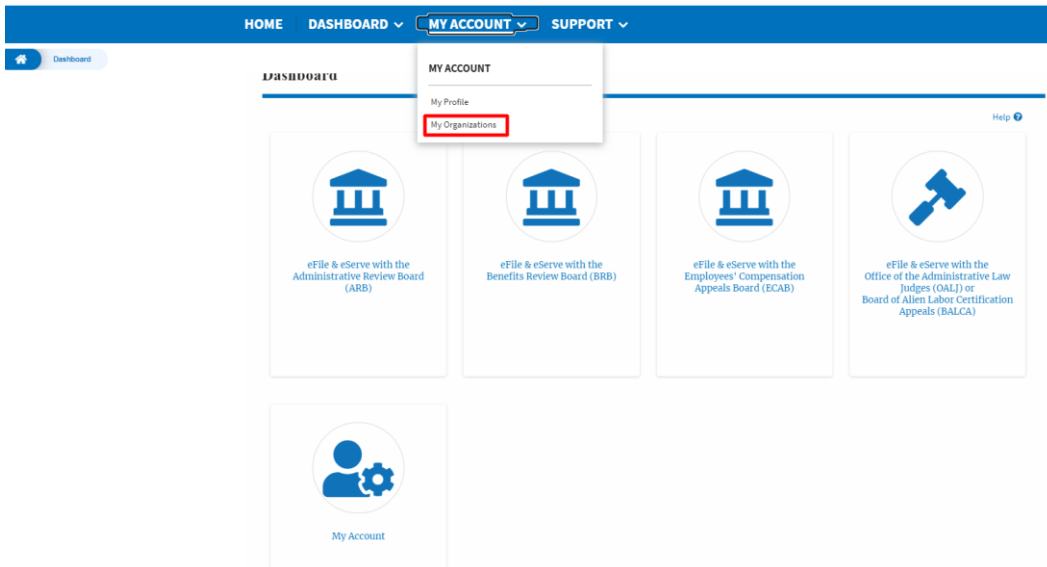 HOME DASHBOARD MY ACCOUNT SUPPORT
Dashboard
Dashboard
MY ACCOUNT
My Profile
My Organizations
Help
eFile & eServe with the
Administrative Review Board
(ARB)
eFile & eServe with the
Benefits Review Board (BRB)
eFile & eServe with the
Employees' Compensation
Appeals Board (ECAB)
eFile & eServe with the
Office of the Administrative Law
Judges (OALJ) or
Board of Alien Labor Certification
Appeals (BALCA)
My Account